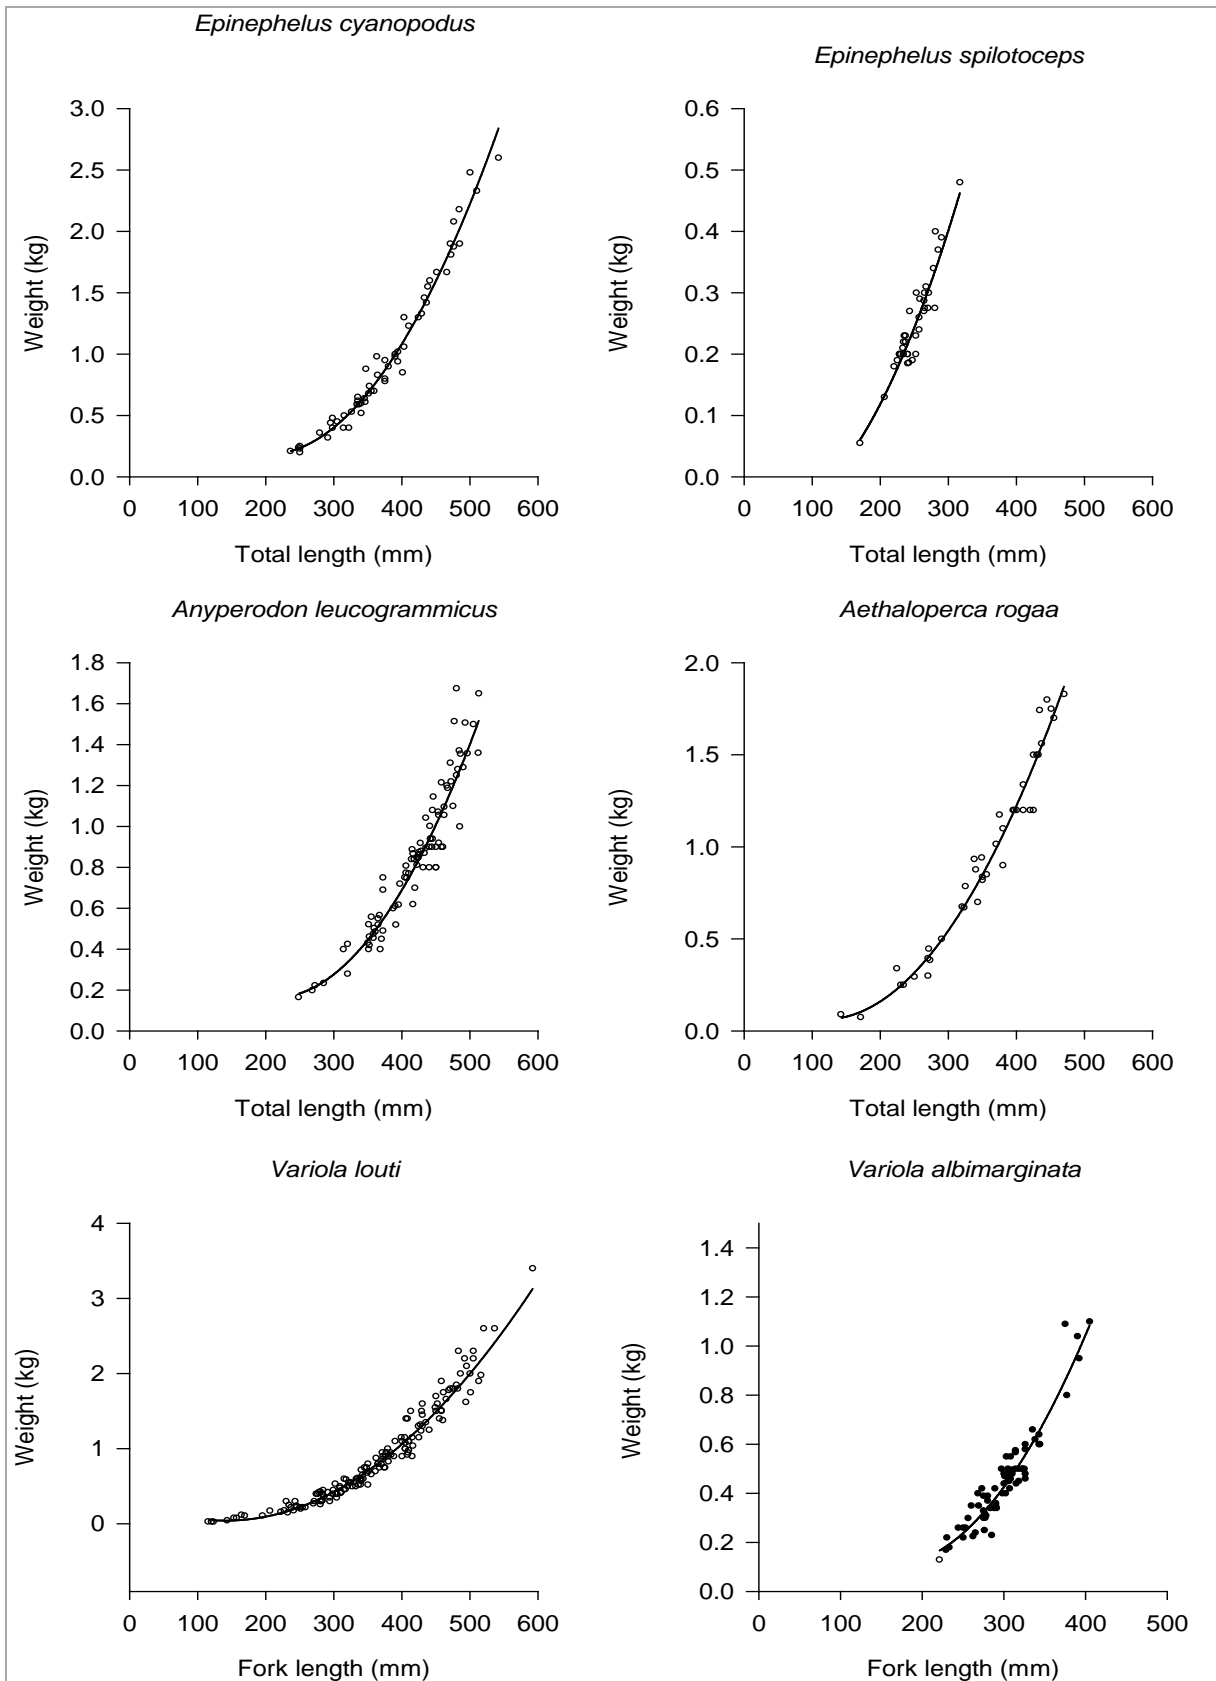 Epinephelus cyanopodus
Weight (kg)
3.0
2.5
2.0
1.5
1.0
0.5
0.0
0 100 200 300 400 500 600
Total length (mm)
Epinephelus spilotoceps
Weight (kg)
0.6
0.5
0.4
0.3
0.2
0.1
0.0
0 100 200 300 400 500 600
Total length (mm)
Anyperodon leucogrammicus
Weight (kg)
1.8
1.6
1.4
1.2
1.0
0.8
0.6
0.4
0.2
0.0
0 100 200 300 400 500 600
Total length (mm)
Aethaloperca rogaa
Weight (kg)
2.0
1.5
1.0
0.5
0.0
0 100 200 300 400 500 600
Total length (mm)
Variola louti
Weight (kg)
4
3
2
1
0
0 100 200 300 400 500 600
Fork length (mm)
Variola albimarginata
Weight (kg)
1.4
1.2
1.0
0.8
0.6
0.4
0.2
0.0
0 100 200 300 400 500
Fork length (mm)